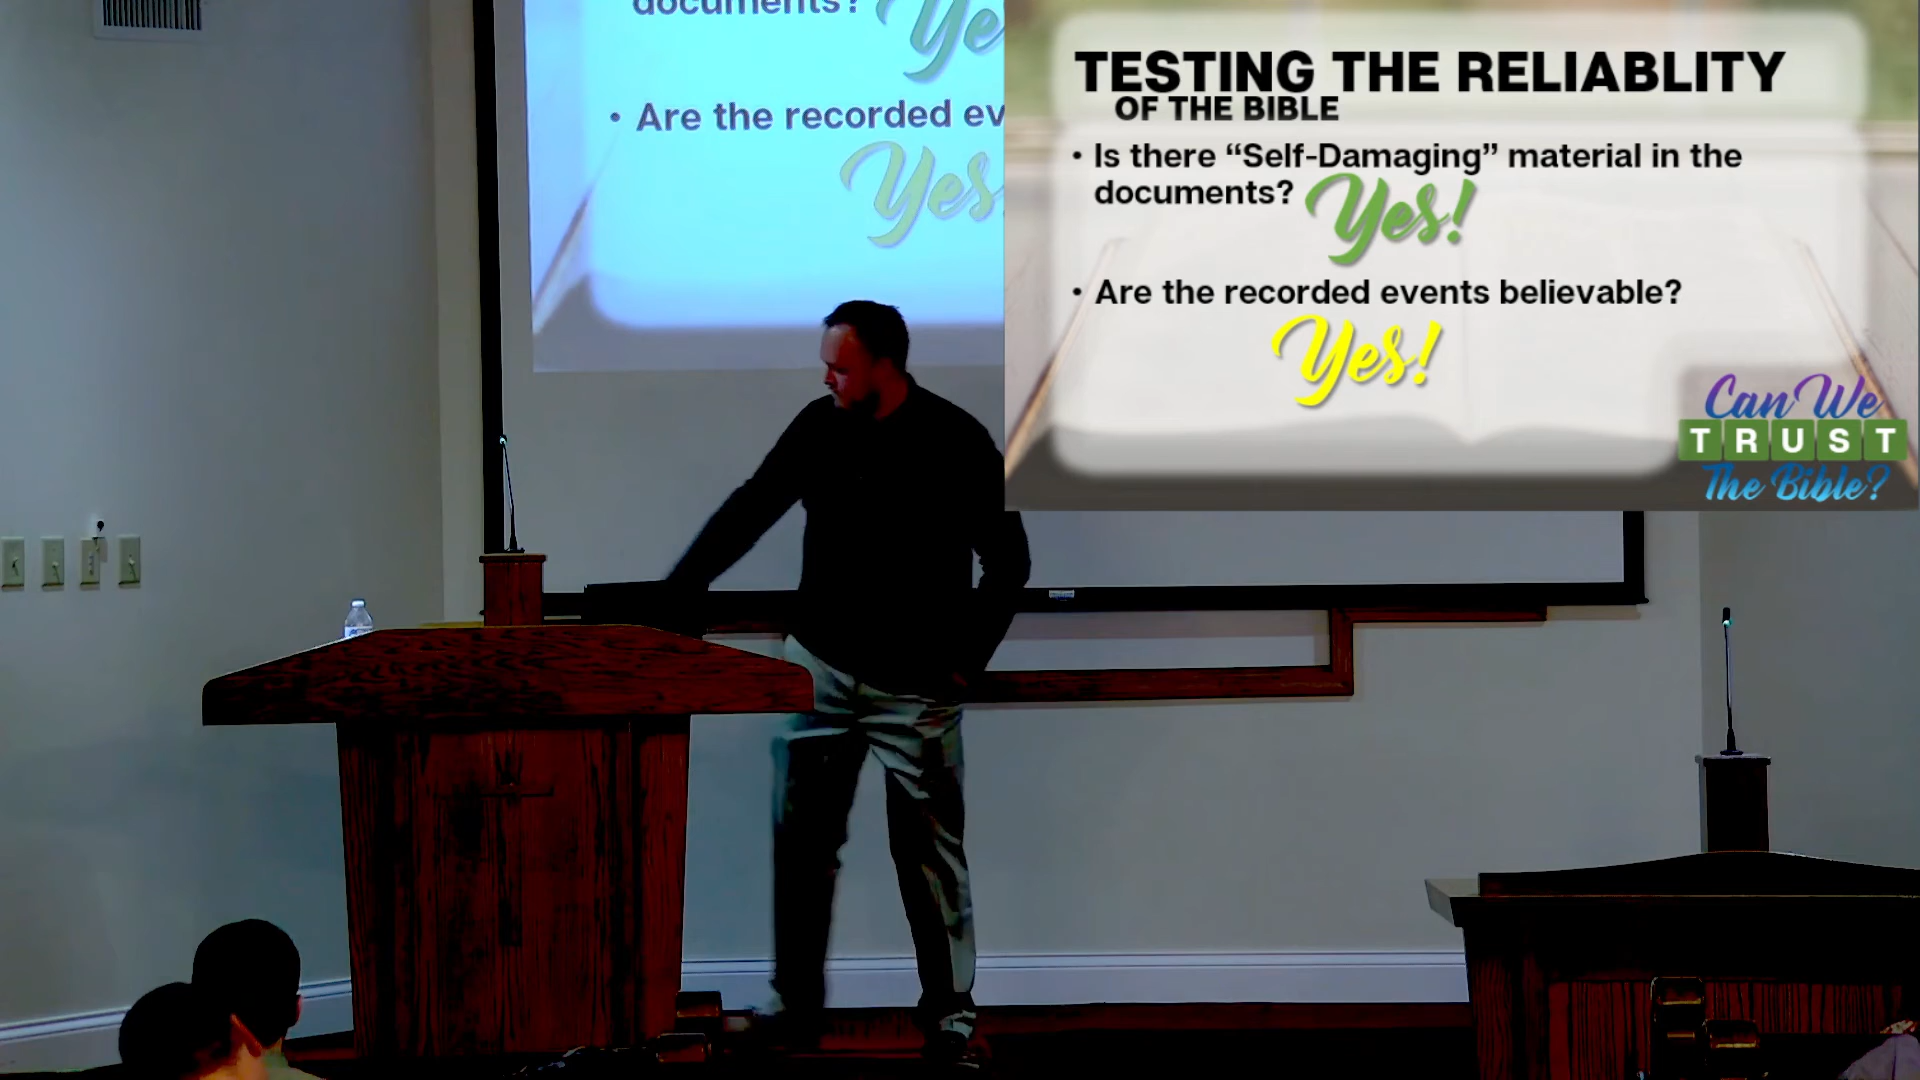 documents? Ye
• Are the recorded ev
Yes
TESTING THE RELIABLITY
OF THE BIBLE
• Is there “Self-Damaging” material in the
documents? Yes!
• Are the recorded events believable?
Yes!
Can We
TRUST
The Bible?